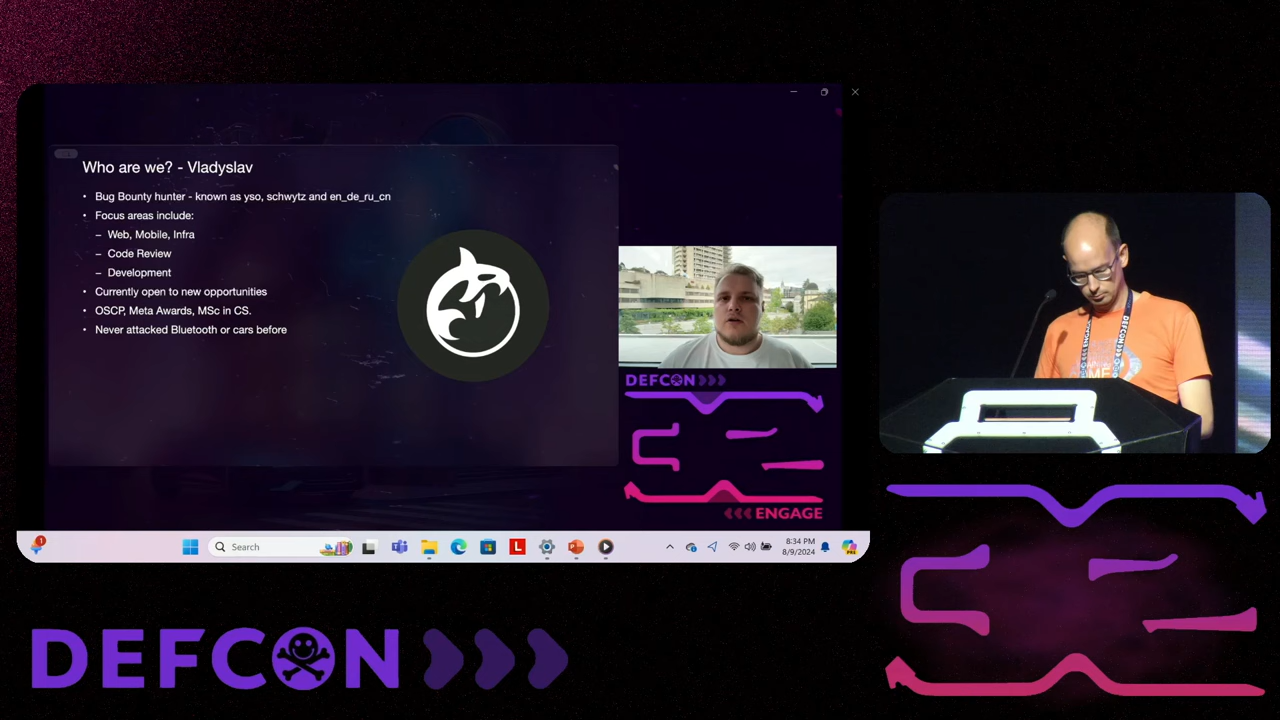 Who are we? - Vladyslav
• Bug Bounty hunter - known as yso, schwytz and en_de_ru_cn
• Focus areas include:
– Web, Mobile, Infra
– Code Review
– Development
• Currently open to new opportunities
• OSCP, Meta Awards, MSc in CS.
• Never attacked Bluetooth or cars before
DEFCON
ENGAGE
1
Search
L
8:34 PM
8/9/2024
DEFCON
DEFCON